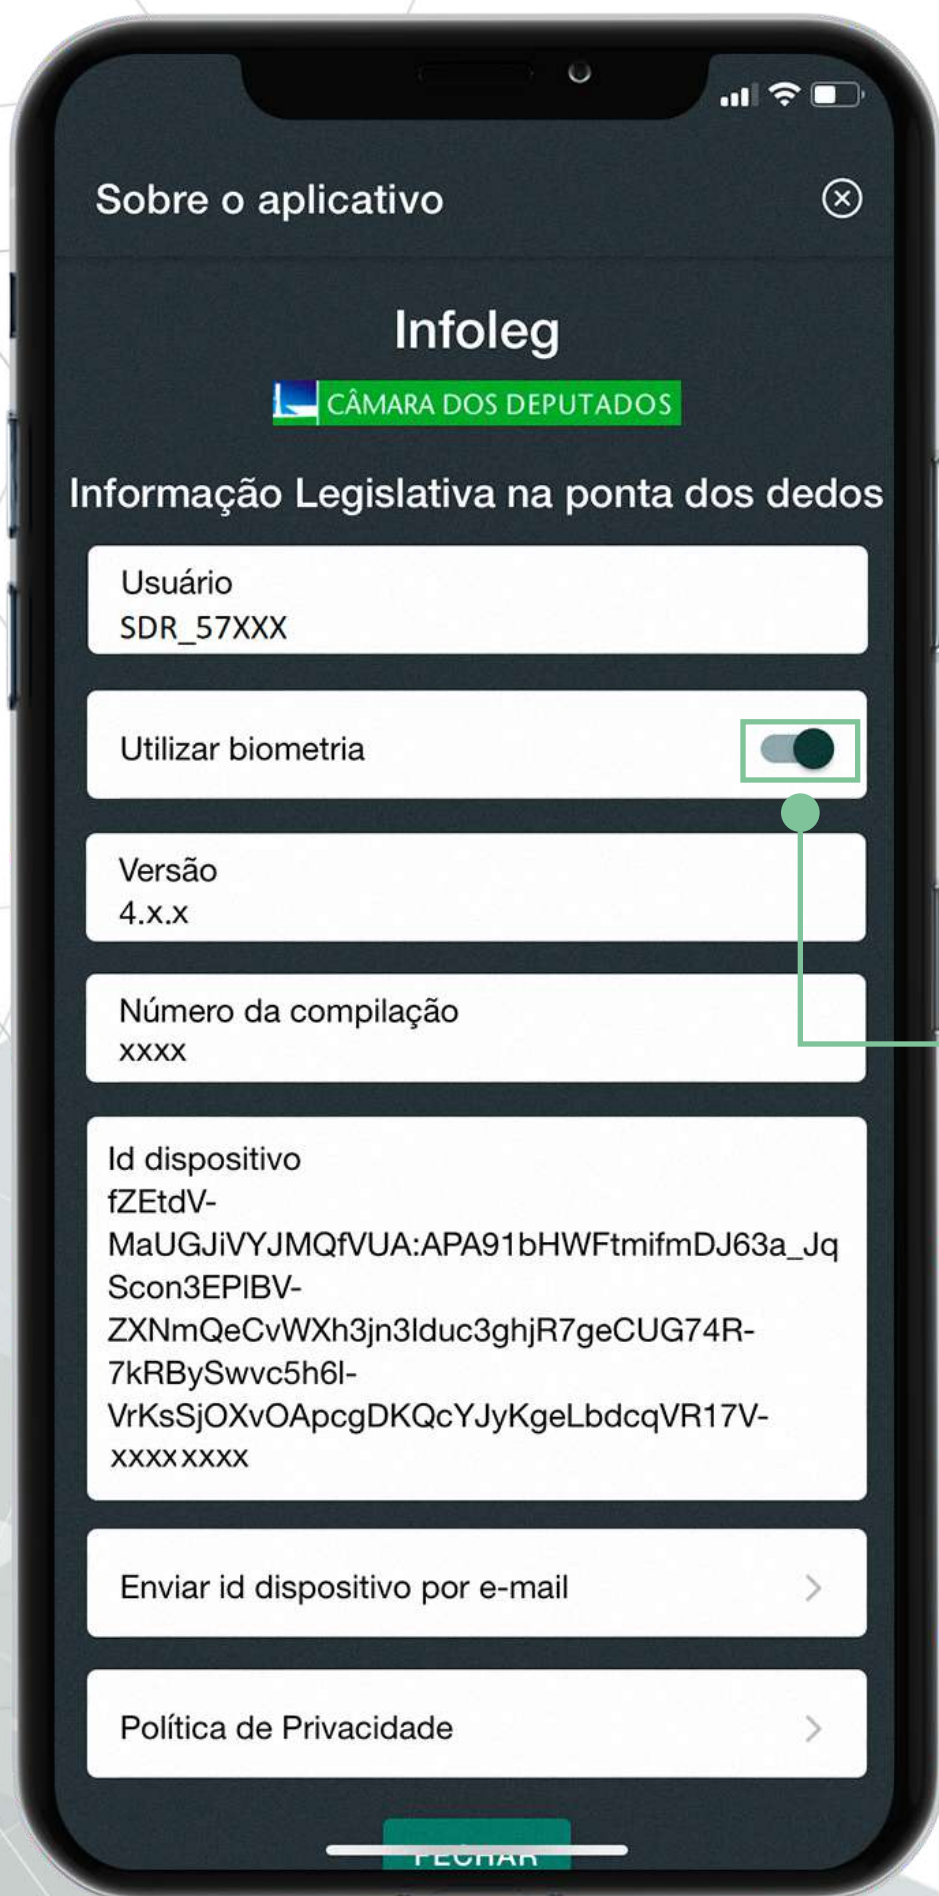 Sobre o aplicativo
Infoleg
CÂMARA DOS DEPUTADOS
Informação Legislativa na ponta dos dedos
Usuário
SDR_57XXX
Utilizar biometria
Versão
4.x.x
Número da compilação
xxxx
Id dispositivo
fZEtdV-
MaUGJiVYJMQfVUA:APA91bHWFtmifmDJ63a_Jq
Scon3EPIBV-
ZXNmQeCvWXh3jn3Iduc3ghjR7geCUG74R-
7kRBySwvc5h6l-
VrKsSjOXvOApcgDKQcYJyKgeLbdcqVR17V-
xxxxxxxx
Enviar id dispositivo por e-mail
Política de Privacidade
FECHAR